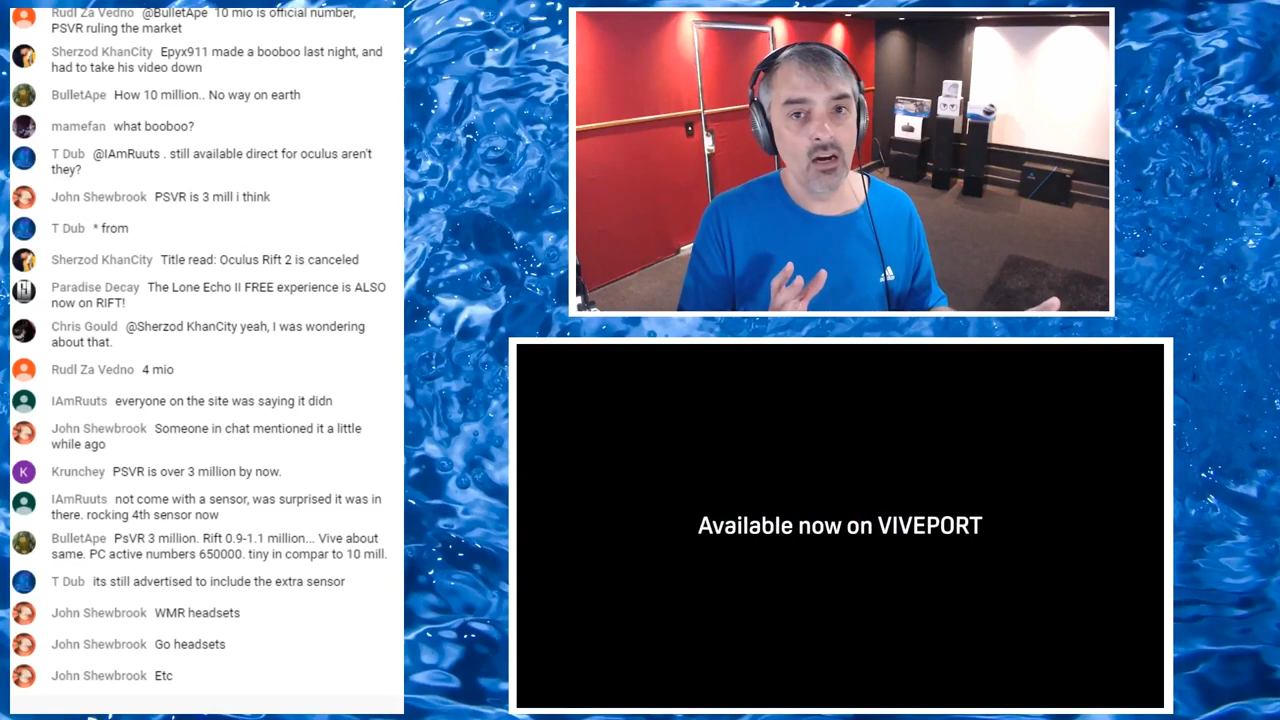 Rudl Za Vedno @BulletApe 10 mio is official number,
PSVR ruling the market
Sherzod KhanCity Epyx911 made a booboo last night, and
had to take his video down
BulletApe How 10 million.. No way on earth
mamefan what booboo?
T Dub @IAmRuuts . still available direct for oculus aren't
they?
John Shewbrook PSVR is 3 mill i think
T Dub * from
Sherzod KhanCity Title read: Oculus Rift 2 is canceled
Paradise Decay The Lone Echo II FREE experience is ALSO
now on RIFT!
Chris Gould @Sherzod KhanCity yeah, I was wondering
about that.
Rudl Za Vedno 4 mio
IAmRuuts everyone on the site was saying it didn
John Shewbrook Someone in chat mentioned it a little
while ago
K
Krunchey PSVR is over 3 million by now.
IAmRuuts not come with a sensor, was surprised it was in
there. rocking 4th sensor now
BulletApe PsVR 3 million. Rift 0.9-1.1 million... Vive about
same. PC active numbers 650000. tiny in compar to 10 mill.
T Dub its still advertised to include the extra sensor
John Shewbrook WMR headsets
John Shewbrook Go headsets
John Shewbrook Etc
Available now on VIVEPORT